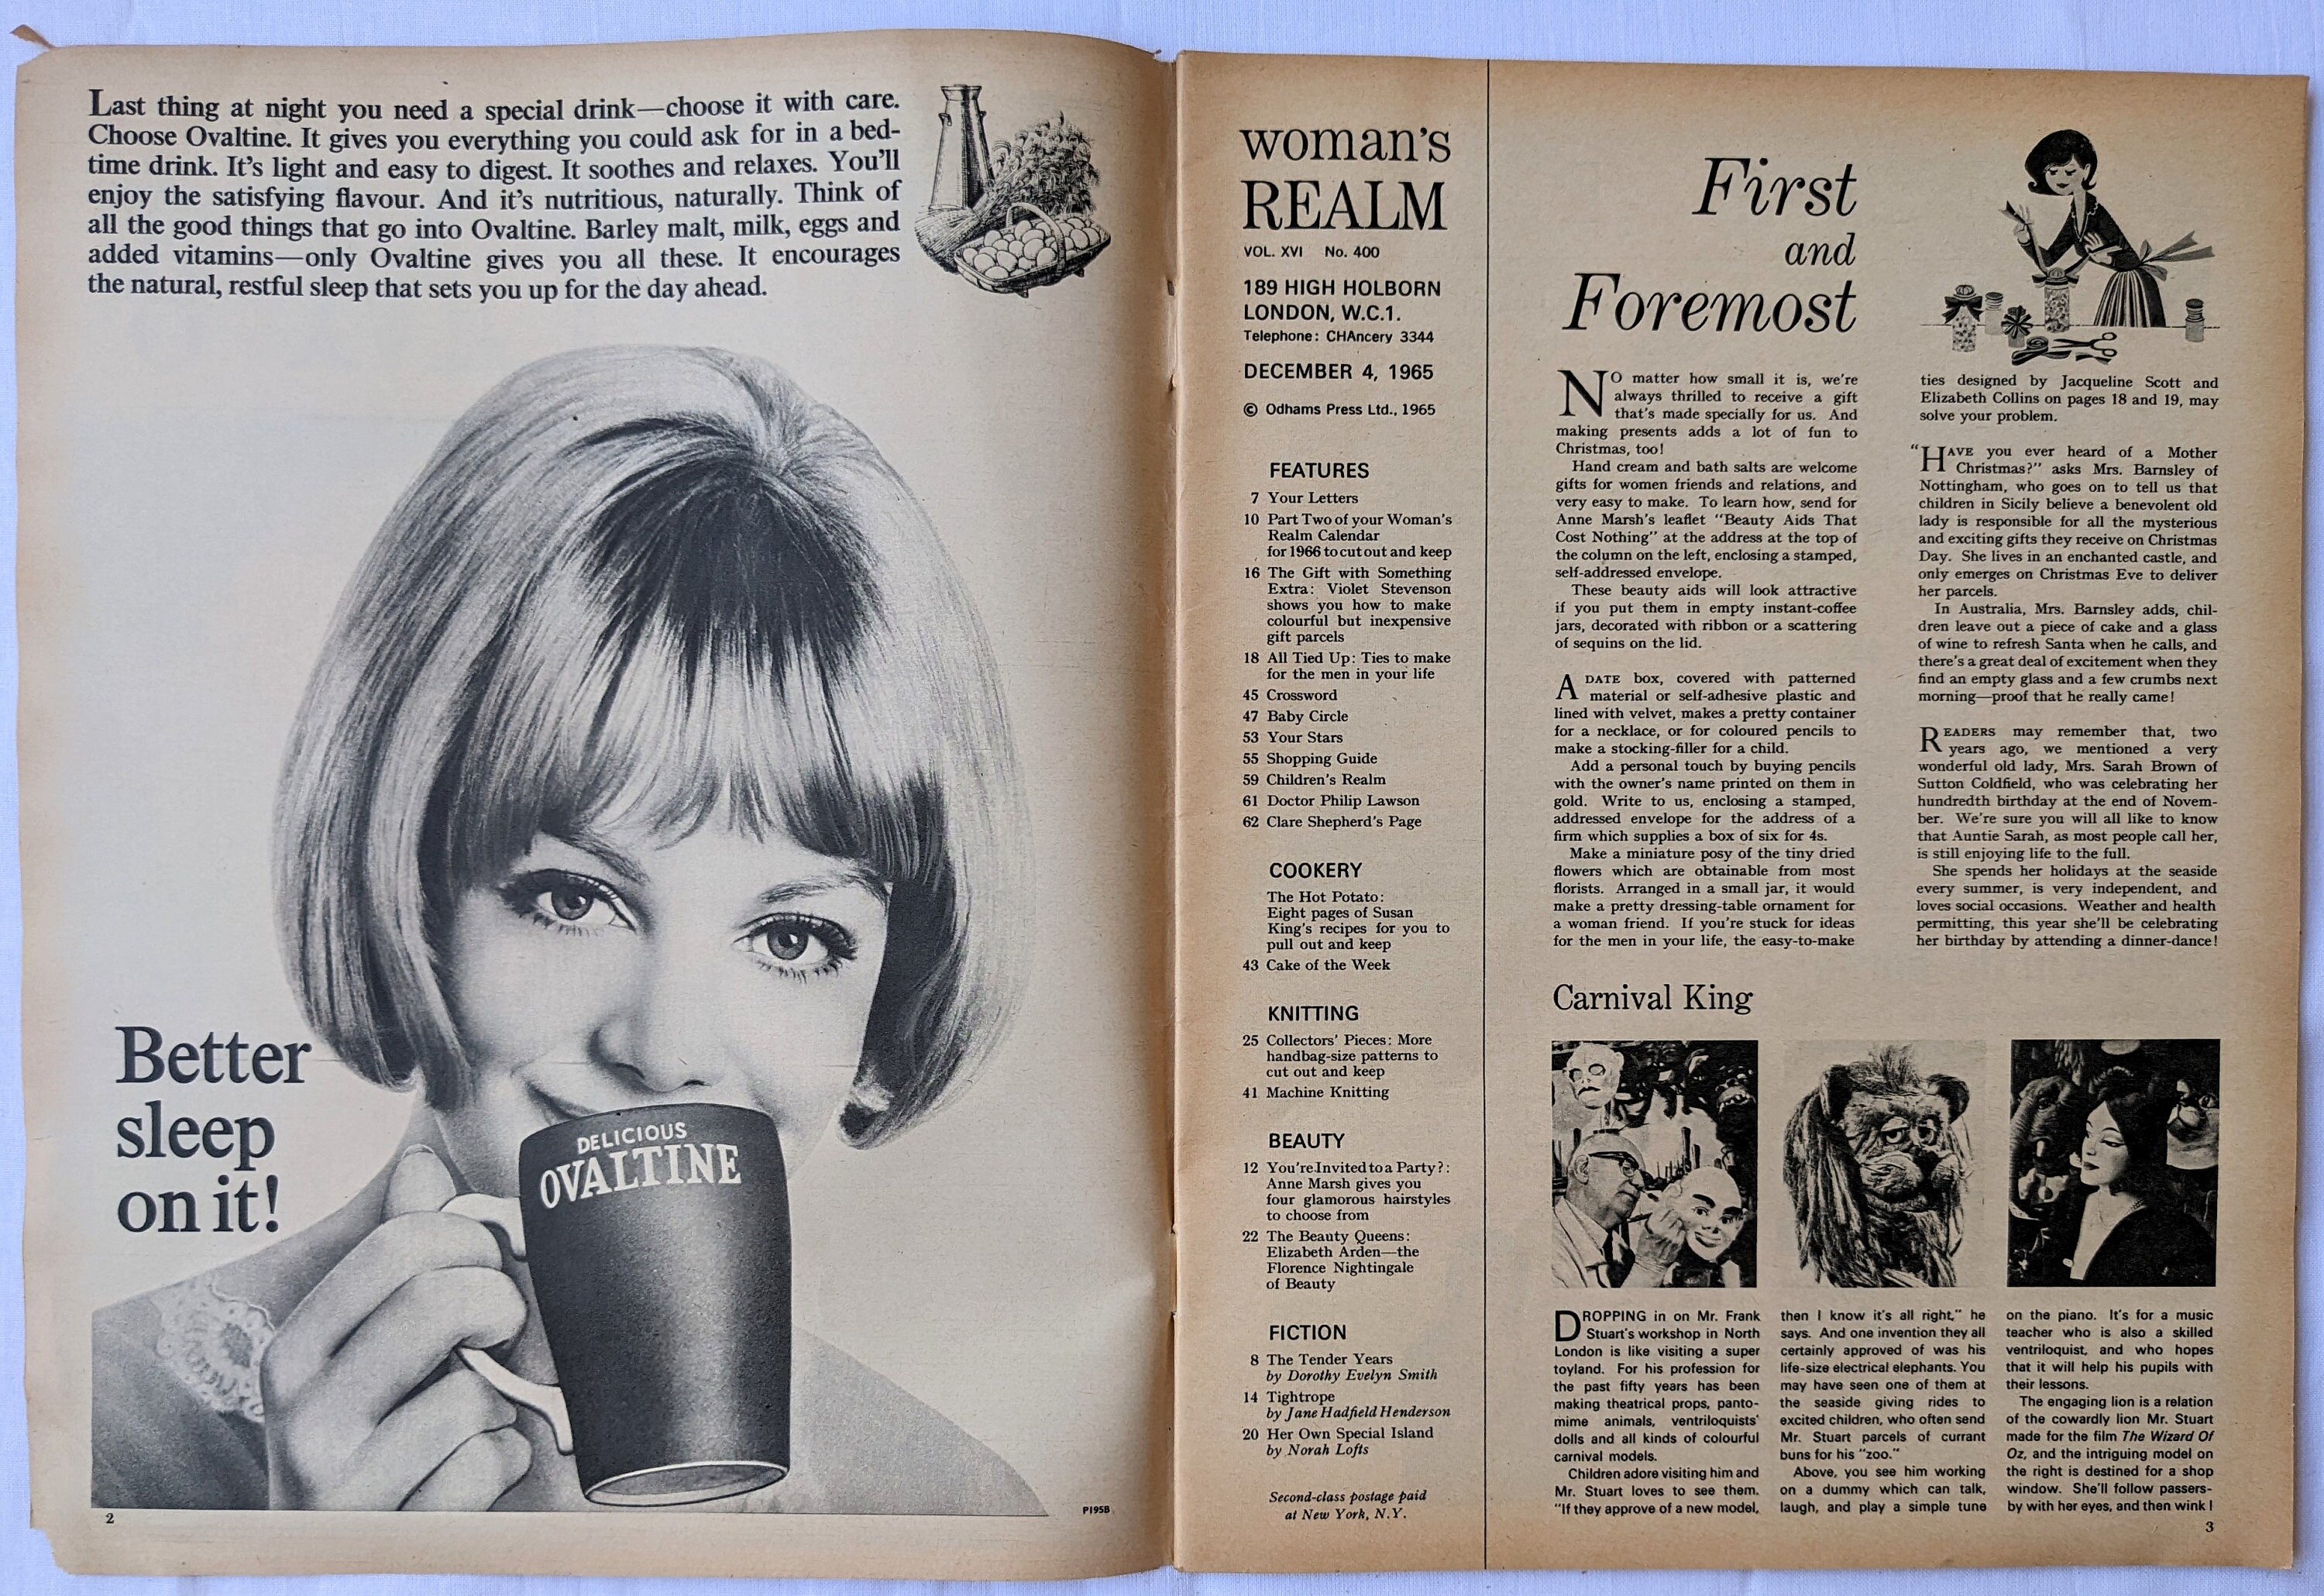 Last thing at night you need a special drink—choose it with care.
Choose Ovaltine. It gives you everything you could ask for in a bed-
time drink. It's light and easy to digest. It soothes and relaxes. You'll
enjoy the satisfying flavour. And it's nutritious, naturally. Think of
all the good things that go into Ovaltine. Barley malt, milk, eggs and
added vitamins—only Ovaltine gives you all these. It encourages
the natural, restful sleep that sets you up for the day ahead.
Better
sleep
on it!
DELICIOUS
OVALTINE
P195B
2
woman's
REALM
VOL. XVI No. 400
189 HIGH HOLBORN
LONDON, W.C.1.
Telephone: CHAncery 3344
DECEMBER 4, 1965
© Odhams Press Ltd., 1965
FEATURES
7 Your Letters
10 Part Two of your Woman's
Realm Calendar
for 1966 to cut out and keep
16 The Gift with Something
Extra: Violet Stevenson
shows you how to make
colourful but inexpensive
gift parcels
18 All Tied Up: Ties to make
for the men in your life
45 Crossword
47 Baby Circle
53 Your Stars
55 Shopping Guide
59 Children's Realm
61 Doctor Philip Lawson
62 Clare Shepherd's Page
COOKERY
The Hot Potato:
Eight pages of Susan
King's recipes for you to
pull out and keep
43 Cake of the Week
KNITTING
25 Collectors' Pieces: More
handbag-size patterns to
cut out and keep
41 Machine Knitting
BEAUTY
12 You're Invited to a Party?:
Anne Marsh gives you
four glamorous hairstyles
to choose from
22 The Beauty Queens:
Elizabeth Arden—the
Florence Nightingale
of Beauty
FICTION
8 The Tender Years
by Dorothy Evelyn Smith
14 Tightrope
by Jane Hadfield Henderson
20 Her Own Special Island
by Norah Lofts
Second-class postage paid
at New York, N.Y.
First
and
Foremost
NO matter how small it is, we're
always thrilled to receive a gift
that's made specially for us. And
making presents adds a lot of fun to
Christmas, too!
Hand cream and bath salts are welcome
gifts for women friends and relations, and
very easy to make. To learn how, send for
Anne Marsh's leaflet "Beauty Aids That
Cost Nothing" at the address at the top of
the column on the left, enclosing a stamped,
self-addressed envelope.
These beauty aids will look attractive
if you put them in empty instant-coffee
jars, decorated with ribbon or a scattering
of sequins on the lid.
A DATE box, covered with patterned
material or self-adhesive plastic and
lined with velvet, makes a pretty container
for a necklace, or for coloured pencils to
make a stocking-filler for a child.
Add a personal touch by buying pencils
with the owner's name printed on them in
gold. Write to us, enclosing a stamped,
addressed envelope for the address of a
firm which supplies a box of six for 4s.
Make a miniature posy of the tiny dried
flowers which are obtainable from most
florists. Arranged in a small jar, it would
make a pretty dressing-table ornament for
a woman friend. If you're stuck for ideas
for the men in your life, the easy-to-make
ties designed by Jacqueline Scott and
Elizabeth Collins on pages 18 and 19, may
solve your problem.
"HAVE you ever heard of a Mother
Christmas?" asks Mrs. Barnsley of
Nottingham, who goes on to tell us that
children in Sicily believe a benevolent old
lady is responsible for all the mysterious
and exciting gifts they receive on Christmas
Day. She lives in an enchanted castle, and
only emerges on Christmas Eve to deliver
her parcels.
In Australia, Mrs. Barnsley adds, chil-
dren leave out a piece of cake and a glass
of wine to refresh Santa when he calls, and
there's a great deal of excitement when they
find an empty glass and a few crumbs next
morning—proof that he really came!
READERS may remember that, two
years ago, we mentioned a very
wonderful old lady, Mrs. Sarah Brown of
Sutton Coldfield, who was celebrating her
hundredth birthday at the end of Novem-
ber. We're sure you will all like to know
that Auntie Sarah, as most people call her,
is still enjoying life to the full.
She spends her holidays at the seaside
every summer, is very independent, and
loves social occasions. Weather and health
permitting, this year she'll be celebrating
her birthday by attending a dinner-dance!
Carnival King
DROPPING in on Mr. Frank
Stuart's workshop in North
London is like visiting a super
toyland. For his profession for
the past fifty years has been
making theatrical props, panto-
mime animals, ventriloquists'
dolls and all kinds of colourful
carnival models.
Children adore visiting him and
Mr. Stuart loves to see them.
"If they approve of a new model,
then I know it's all right," he
says. And one invention they all
certainly approved of was his
life-size electrical elephants. You
may have seen one of them at
the seaside giving rides to
excited children, who often send
Mr. Stuart parcels of currant
buns for his "zoo."
Above, you see him working
on a dummy which can talk,
laugh, and play a simple tune
on the piano. It's for a music
teacher who is also a skilled
ventriloquist, and who hopes
that it will help his pupils with
their lessons.
The engaging lion is a relation
of the cowardly lion Mr. Stuart
made for the film The Wizard Of
Oz, and the intriguing model on
the right is destined for a shop
window. She'll follow passers-
by with her eyes, and then wink!
3